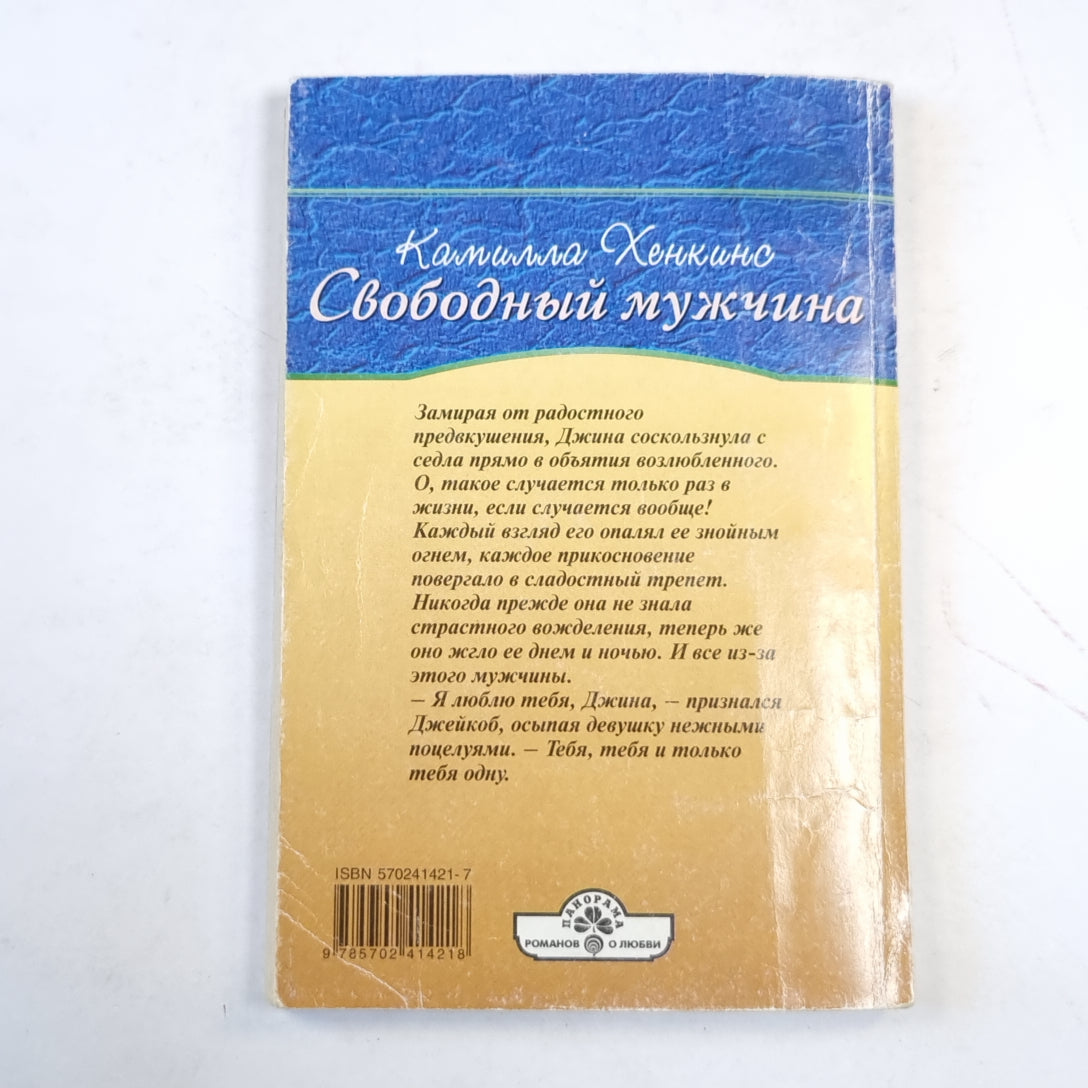 Камилла Хенкинс
Свободный мужчина
Замирая от радостного
предвкушения, Джина соскользнула с
седла прямо в объятия возлюбленного.
О, такое случается только раз в
жизни, если случается вообще!
Каждый взгляд его опалял ее знойным
огнем, каждое прикосновение
повергало в сладостный трепет.
Никогда прежде она не знала
страстного вожделения, теперь же
оно жгло ее днем и ночью. И все из-за
этого мужчины.
– Я люблю тебя, Джина, – признался
Джейкоб, осыпая девушку нежными
поцелуями. – Тебя, тебя и только
тебя одну.
ISBN 570241421-7
9 785702 414218
ПАНОРАМА
РОМАНОВ О ЛЮБВИ